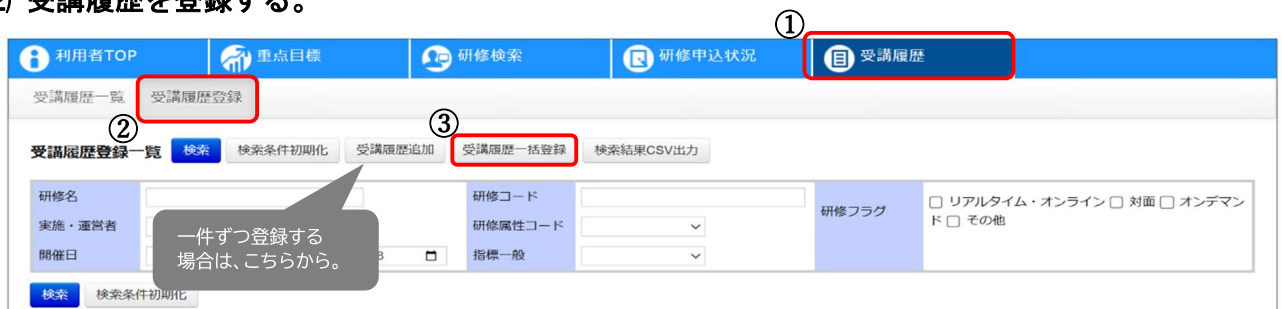 受講履歴を登録する。
①
利用者TOP 重点目標 研修検索 研修申込状況 受講履歴
受講履歴一覧 受講履歴登録
② ③
受講履歴登録一覧 検索 検索条件初期化 受講履歴追加 受講履歴一括登録 検索結果CSV出力
研修名 研修コード 研修フラグ リアルタイム・オンライン 対面 オンデマン
ド その他
実施・運営者 研修属性コード
開催日 指標一般
一件ずつ登録する
場合は、こちらから。
検索 検索条件初期化